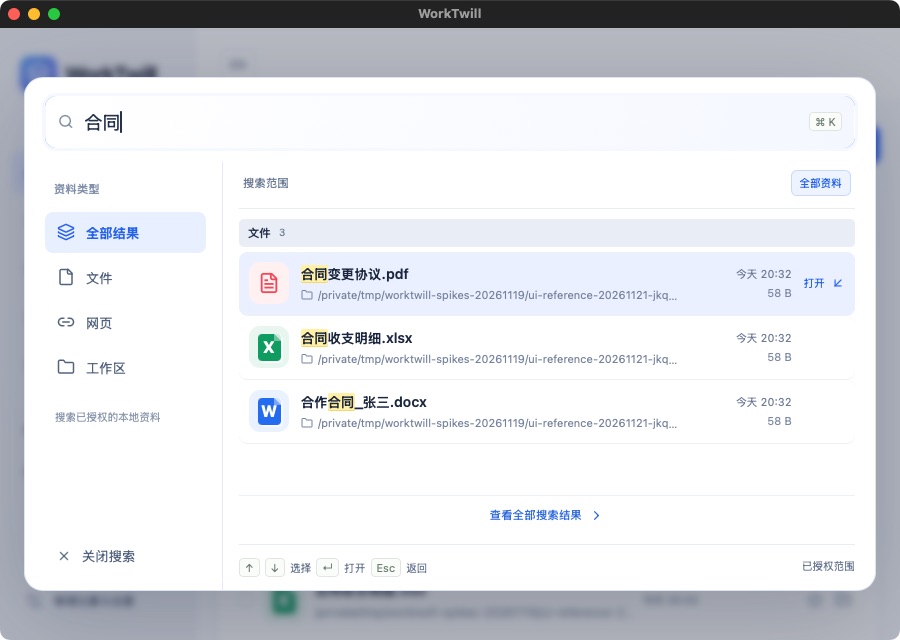 WorkTwill
合同
⌘ K
资料类型
全部结果
文件
网页
工作区
搜索已授权的本地资料
关闭搜索
搜索范围
全部资料
文件 3
合同变更协议.pdf
/private/tmp/worktwill-spikes-20261119/ui-reference-20261121-jkq...
今天 20:32
58 B
打开
合同收支明细.xlsx
/private/tmp/worktwill-spikes-20261119/ui-reference-20261121-jkq...
今天 20:32
58 B
W
合作合同_张三.docx
/private/tmp/worktwill-spikes-20261119/ui-reference-20261121-jkq...
今天 20:32
58 B
查看全部搜索结果
↑ ↓ 选择 ↵ 打开 Esc 返回
已授权范围